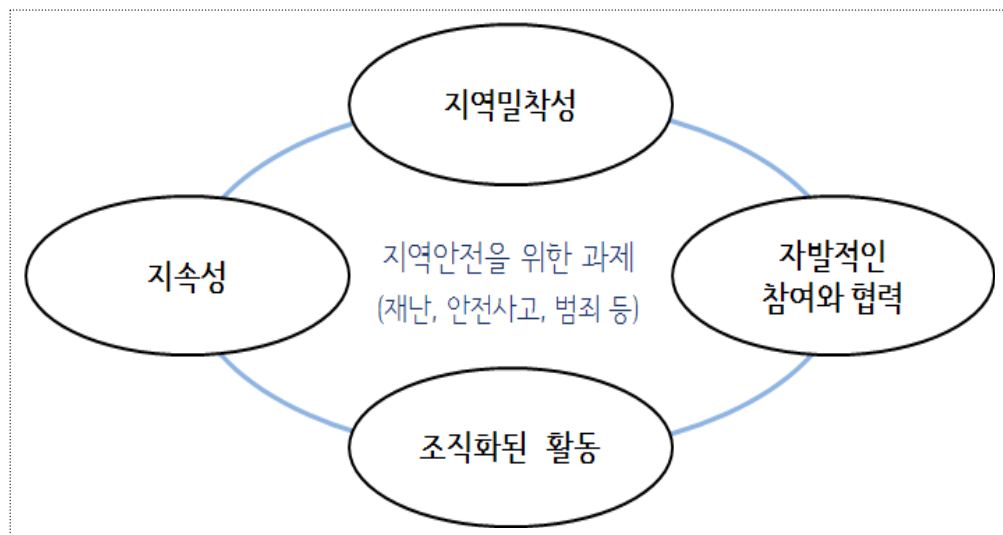 지역밀착성
지속성
지역안전을 위한 과제
(재난, 안전사고, 범죄 등)
자발적인
참여와 협력
조직화된 활동